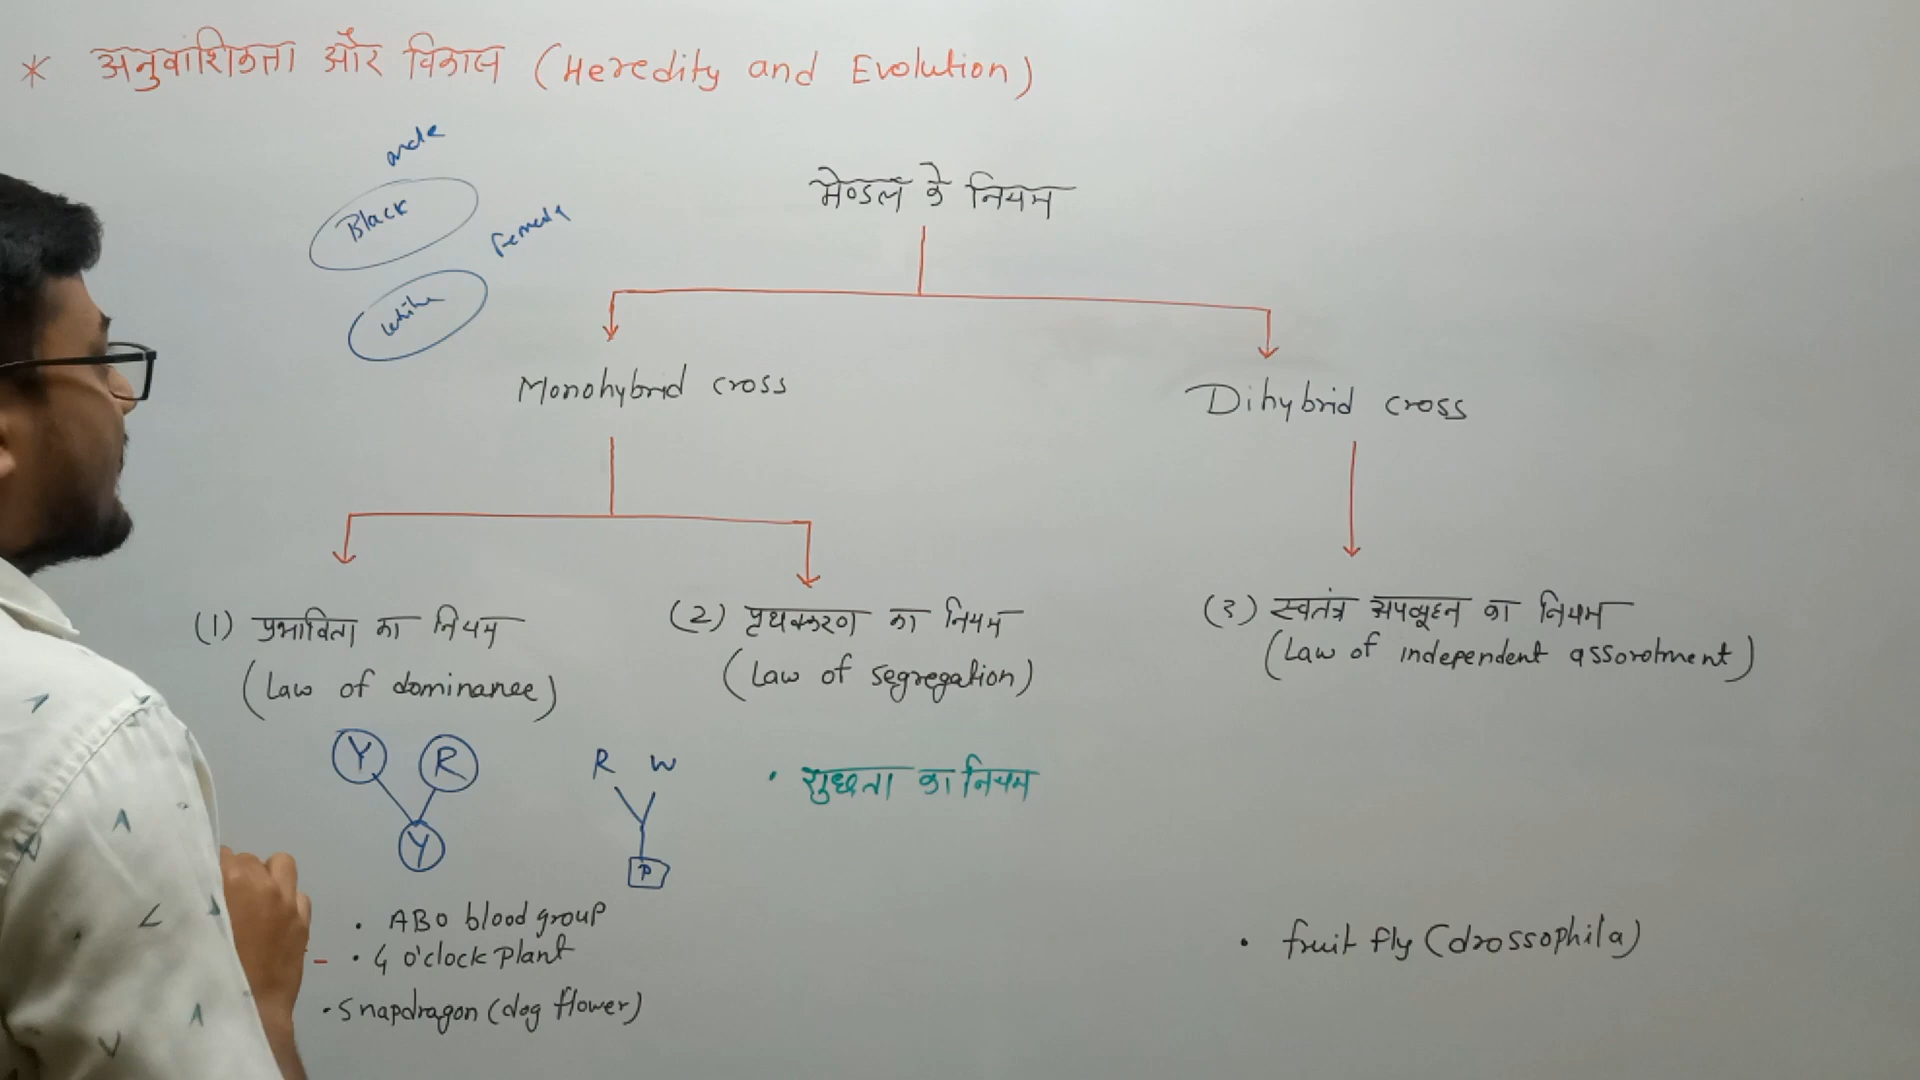 * अनुवांशिकता और विकास (Heredity and Evolution)
male
Black
female
white
मेण्डल के नियम
Monohybrid cross
Dihybrid cross
(1) प्रभाविता का नियम
(Law of dominance)
(2) पृथक्करण का नियम
(Law of segregation)
(3) स्वतंत्र अपव्यूहन का नियम
(Law of independent assorotment)
Y R
Y
R W
P
• शुद्धता का नियम
• ABO blood group
- • 4 o'clock plant
• Snapdragon (dog flower)
• fruit fly (drossophila)